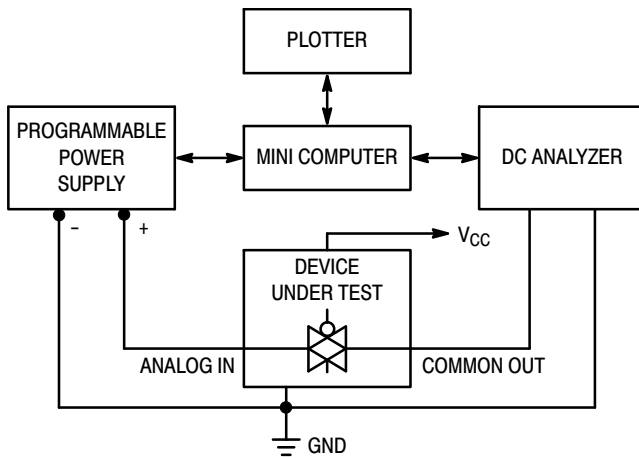 PLOTTER
PROGRAMMABLE
POWER
SUPPLY
MINI COMPUTER
DC ANALYZER
– +
VCC
DEVICE
UNDER TEST
ANALOG IN
COMMON OUT
GND